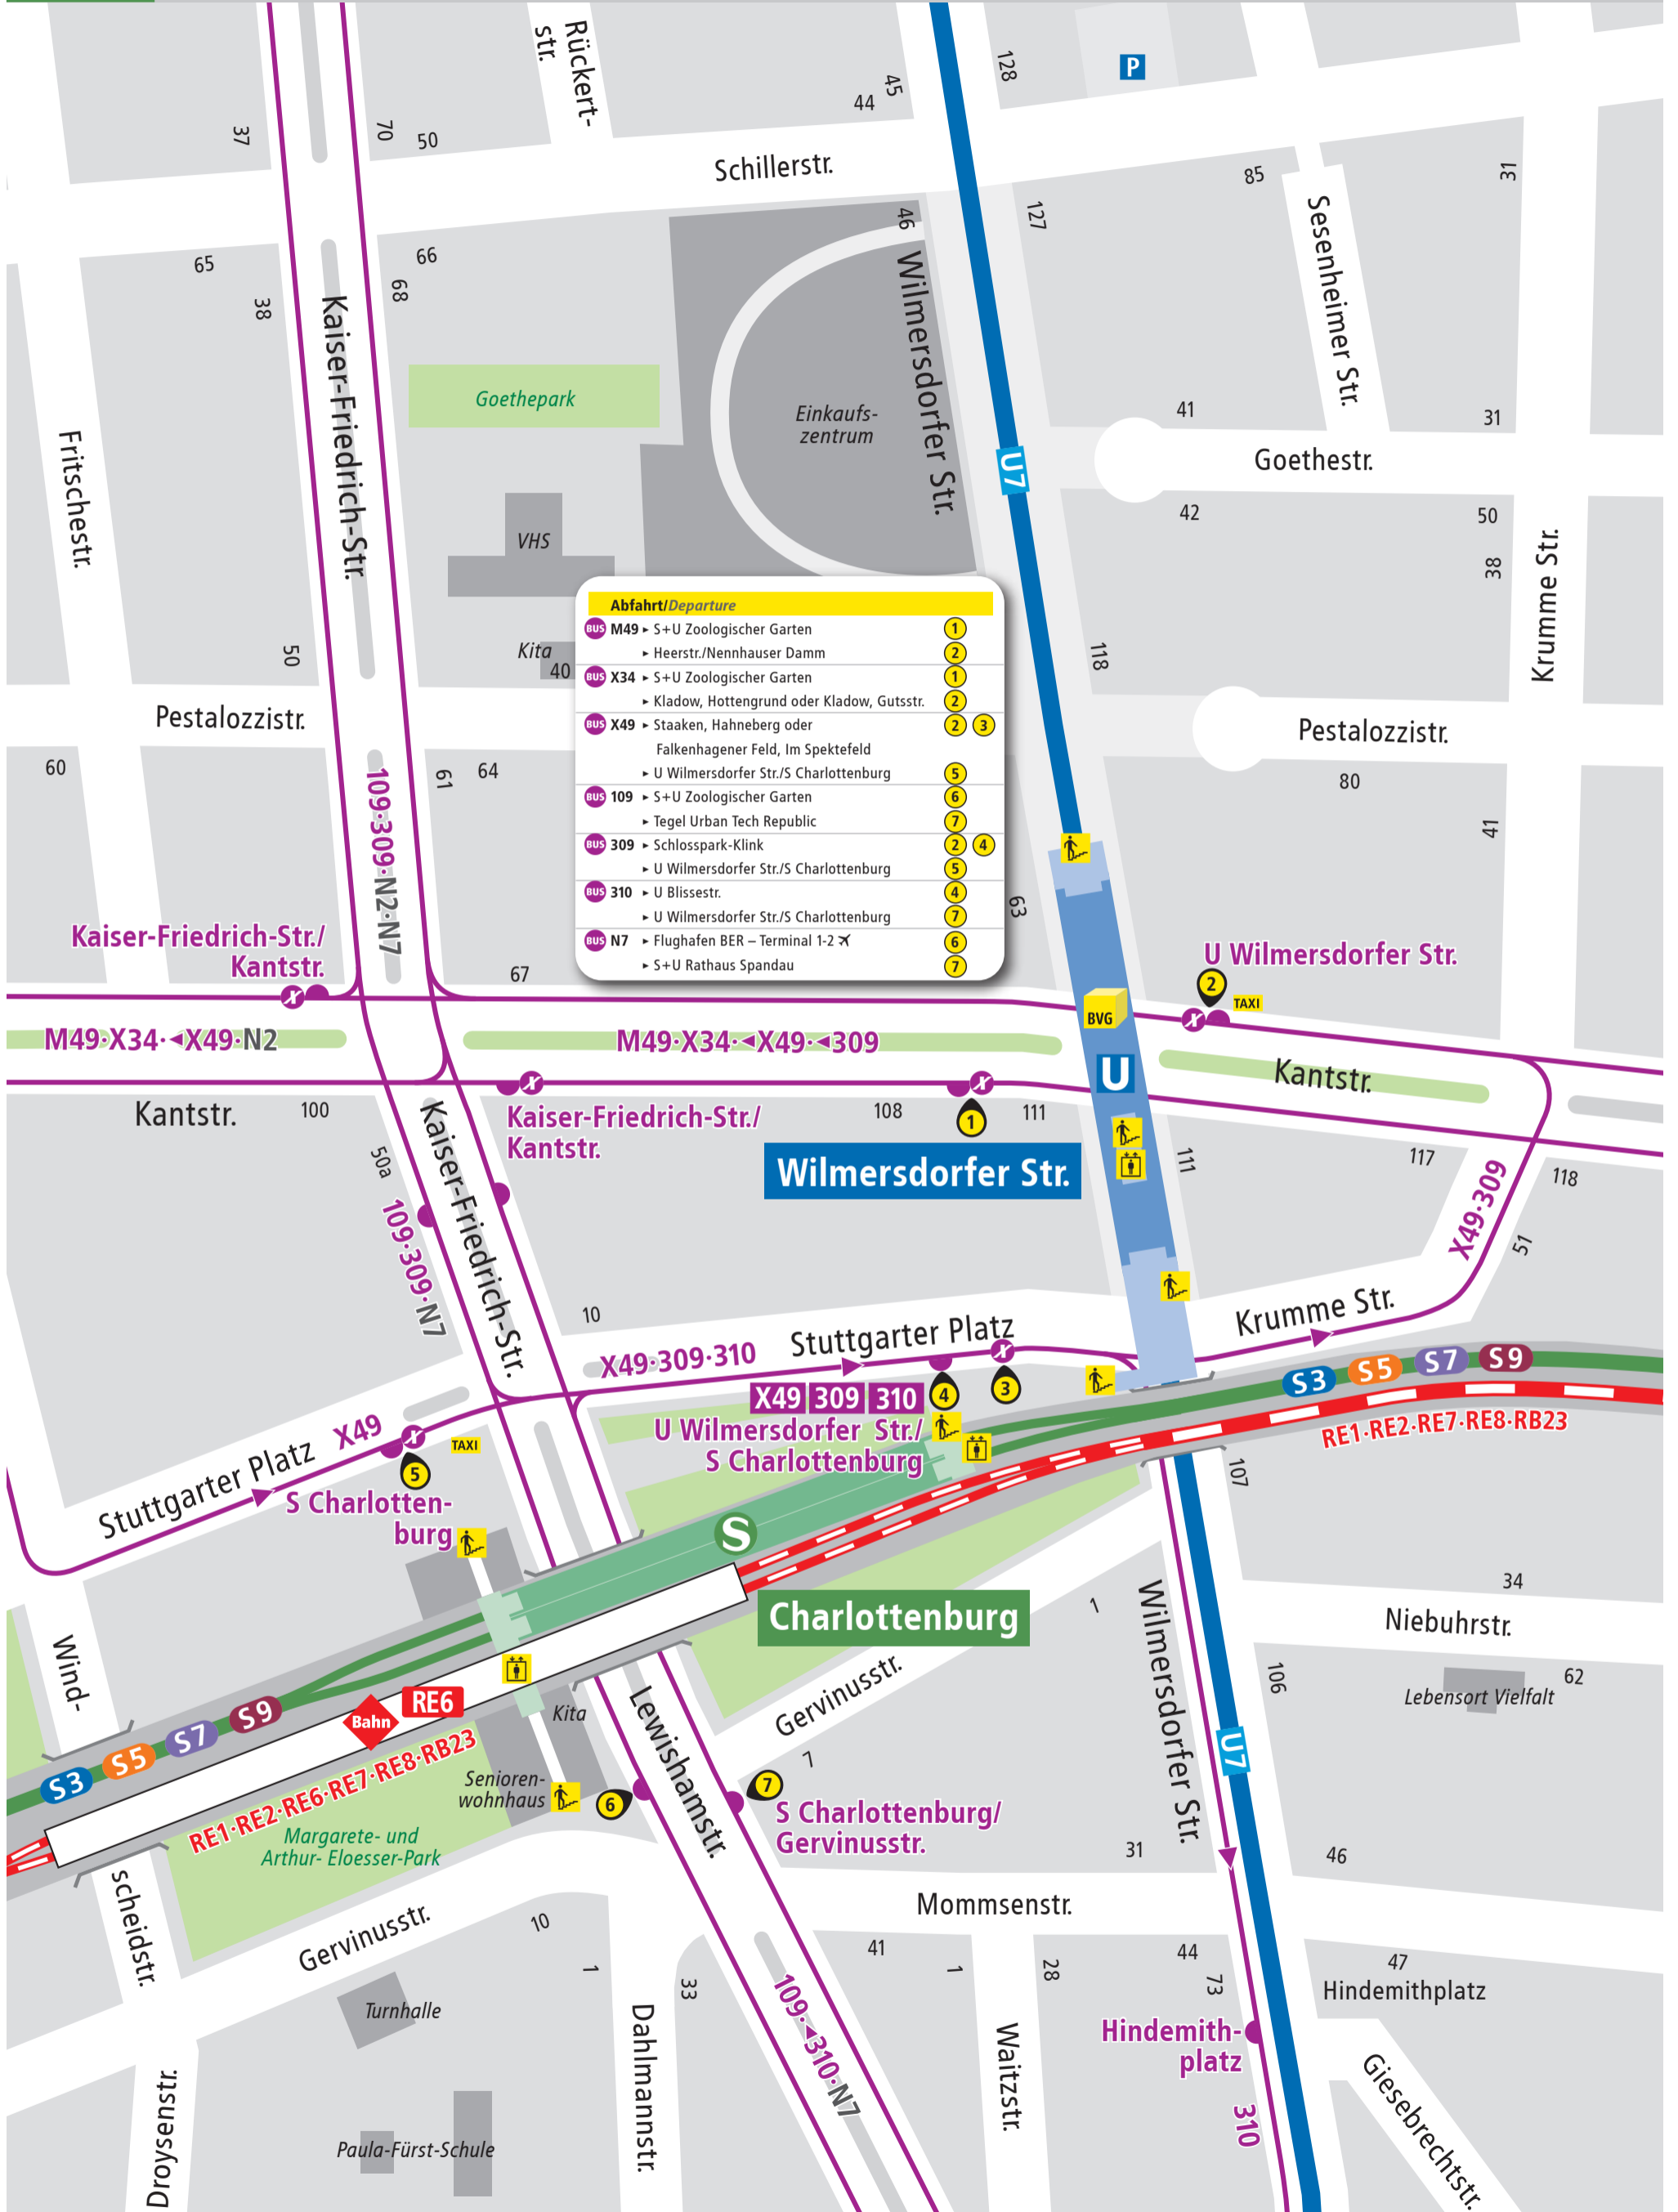 Rückert-
str.
45
128
P
44
37
70
50
Schillerstr.
85
31
46
127
65
66
38
68
Sesenheimer Str.
Kaiser-Friedrich-Str.
Wilmersdorfer Str.
Goethepark
Einkaufs-
zentrum
41
31
Fritschestr.
U7
Goethestr.
42
50
VHS
38
Krumme Str.
Kita
40
50
118
Pestalozzistr.
Pestalozzistr.
60
61
64
80
41
109·309·N2·N7
Abfahrt/Departure
BUS M49 ▸ S+U Zoologischer Garten 1
▸ Heerstr./Nennhauser Damm 2
BUS X34 ▸ S+U Zoologischer Garten 1
▸ Kladow, Hottengrund oder Kladow, Gutsstr. 2
BUS X49 ▸ Staaken, Hahneberg oder 2 3
Falkenhagener Feld, Im Spektefeld
▸ U Wilmersdorfer Str./S Charlottenburg 5
BUS 109 ▸ S+U Zoologischer Garten 6
▸ Tegel Urban Tech Republic 7
BUS 309 ▸ Schlosspark-Klink 2 4
▸ U Wilmersdorfer Str./S Charlottenburg 5
BUS 310 ▸ U Blissestr. 4
▸ U Wilmersdorfer Str./S Charlottenburg 7
BUS N7 ▸ Flughafen BER – Terminal 1-2 6
▸ S+U Rathaus Spandau 7
63
Kaiser-Friedrich-Str./
Kantstr.
67
U Wilmersdorfer Str.
2
TAXI
X
X
BVG
M49·X34·◂X49·N2
M49·X34·◂X49·◂309
U
Kantstr.
Kantstr.
100
X
Kaiser-Friedrich-Str./
Kantstr.
108
X
1
111
Wilmersdorfer Str.
111
117
118
50a
109·309·N7
Kaiser-Friedrich-Str.
X49·309
51
10
Stuttgarter Platz
Krumme Str.
X49·309·310
X
X49 309 310
4
3
U Wilmersdorfer Str./
S Charlottenburg
S3 S5 S7 S9
RE1·RE2·RE7·RE8·RB23
X49
X
TAXI
5
Stuttgarter Platz
S Charlotten-
burg
107
S
Charlottenburg
1
34
Niebuhrstr.
Wilmersdorfer Str.
106
62
Lebensort Vielfalt
Wind-
scheidstr.
Gervinusstr.
S3 S5 S7 S9
Bahn
RE6
RE1·RE2·RE6·RE7·RE8·RB23
Kita
Lewishamstr.
7
U7
Senioren-
wohnhaus
6
7
S Charlottenburg/
Gervinusstr.
Margarete- und
Arthur- Eloesser-Park
31
46
Mommsenstr.
Gervinusstr.
10
1
33
41
1
28
44
73
47
Hindemithplatz
Turnhalle
109·◂310·N7
Hindemith-
platz
Dahlmannstr.
Waitzstr.
310
Giesebrechtstr.
Droysenstr.
Paula-Fürst-Schule